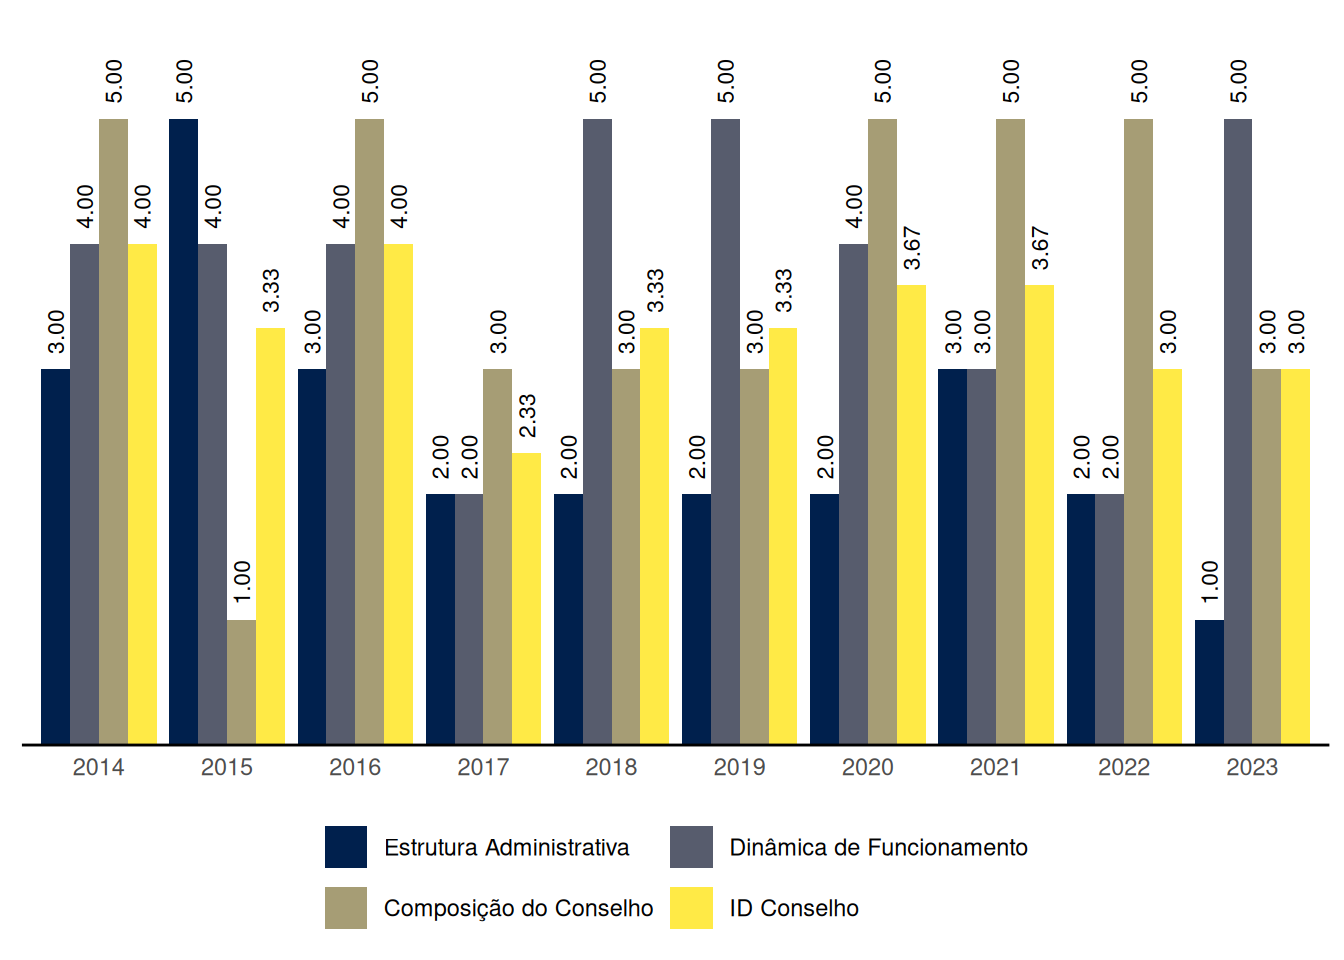 3.00 4.00 5.00 4.00 5.00 4.00 1.00 3.33 3.00 4.00 5.00 4.00 2.00 2.00 3.00 2.33 2.00 5.00 3.00 3.33 2.00 5.00 3.00 3.33 2.00 4.00 5.00 3.67 3.00 3.00 5.00 3.67 2.00 2.00 5.00 3.00 1.00 5.00 3.00 3.00
2014 2015 2016 2017 2018 2019 2020 2021 2022 2023
Estrutura Administrativa Dinâmica de Funcionamento
Composição do Conselho ID Conselho